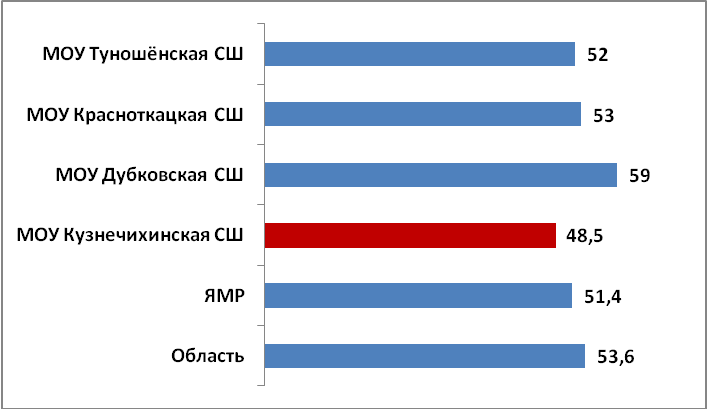 МОУ Туношёнская СШ 52
МОУ Красноткацкая СШ 53
МОУ Дубковская СШ 59
МОУ Кузнечихинская СШ 48,5
ЯМР 51,4
Область 53,6